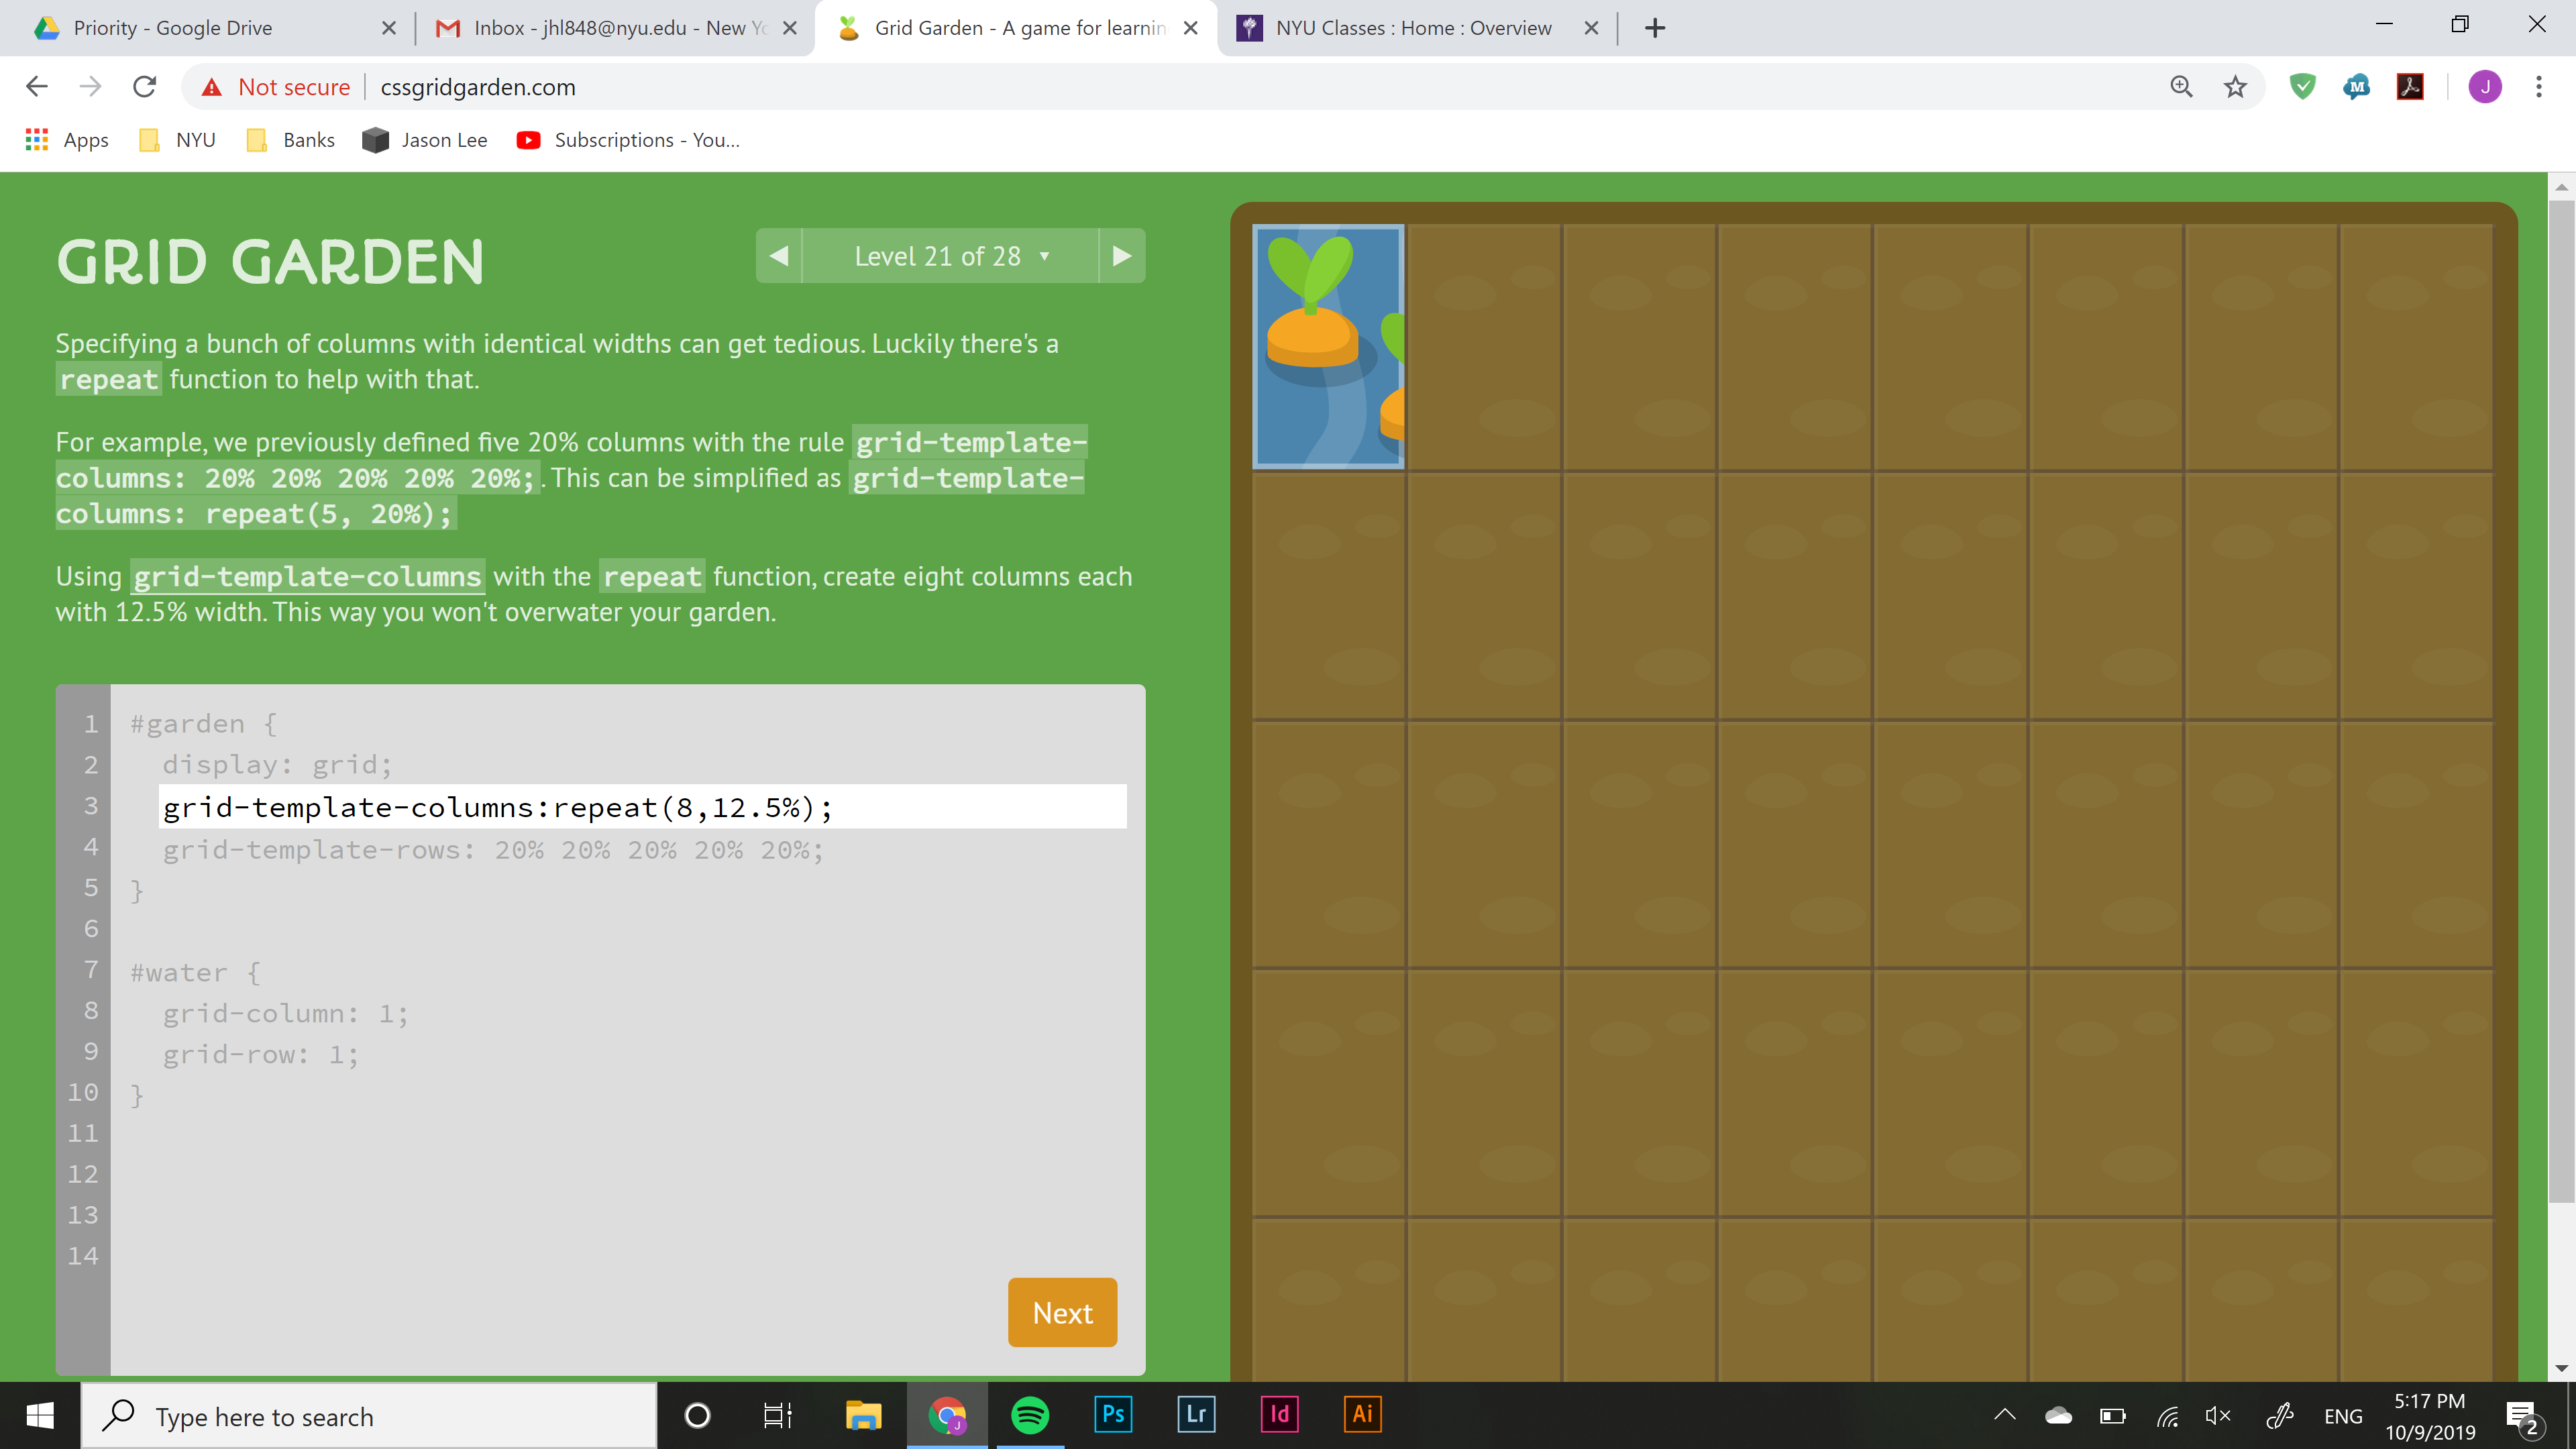 Priority - Google Drive
Inbox - jhl848@nyu.edu - New Yo
Grid Garden - A game for learnin
NYU Classes : Home : Overview
Not secure
cssgridgarden.com
M
J
Apps
NYU
Banks
Jason Lee
Subscriptions - You...
GRID GARDEN
Level 21 of 28
Specifying a bunch of columns with identical widths can get tedious. Luckily there's a
repeat function to help with that.
For example, we previously defined five 20% columns with the rule grid-template-
columns: 20% 20% 20% 20% 20%;. This can be simplified as grid-template-
columns: repeat(5, 20%);
Using grid-template-columns with the repeat function, create eight columns each
with 12.5% width. This way you won't overwater your garden.
1 #garden {
2 display: grid;
3 grid-template-columns:repeat(8,12.5%);
4 grid-template-rows: 20% 20% 20% 20% 20%;
5 }
6
7 #water {
8 grid-column: 1;
9 grid-row: 1;
10 }
11
12
13
14
Next
Type here to search
J
Ps
Lr
Id
Ai
ENG
5:17 PM
10/9/2019
2